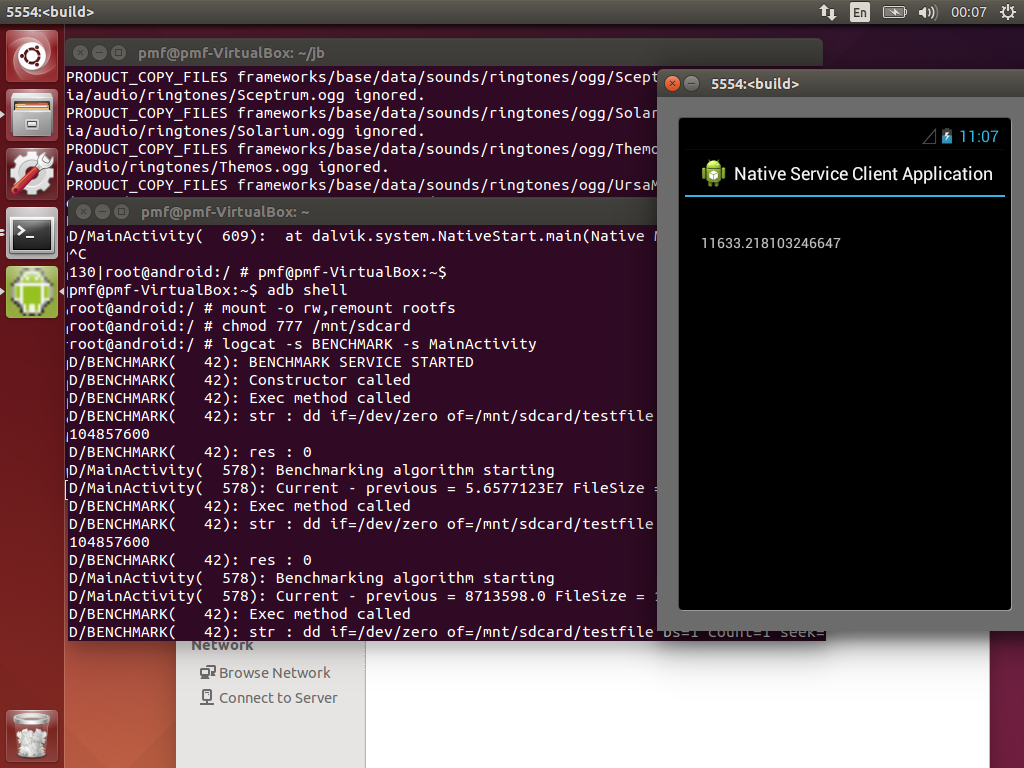 5554:<build>
En
00:07
pmf@pmf-VirtualBox: ~/jb
PRODUCT_COPY_FILES frameworks/base/data/sounds/ringtones/ogg/Scept
ia/audio/ringtones/Sceptrum.ogg ignored.
PRODUCT_COPY_FILES frameworks/base/data/sounds/ringtones/ogg/Solar
ia/audio/ringtones/Solarium.ogg ignored.
PRODUCT_COPY_FILES frameworks/base/data/sounds/ringtones/ogg/Themo
/audio/ringtones/Themos.ogg ignored.
PRODUCT_COPY_FILES frameworks/base/data/sounds/ringtones/ogg/UrsaM
pmf@pmf-VirtualBox: ~
D/MainActivity(  609):  at dalvik.system.NativeStart.main(Native
^C
130|root@android:/ # pmf@pmf-VirtualBox:~$
pmf@pmf-VirtualBox:~$ adb shell
root@android:/ # mount -o rw,remount rootfs
root@android:/ # chmod 777 /mnt/sdcard
root@android:/ # logcat -s BENCHMARK -s MainActivity
D/BENCHMARK(   42): BENCHMARK SERVICE STARTED
D/BENCHMARK(   42): Constructor called
D/BENCHMARK(   42): Exec method called
D/BENCHMARK(   42): str : dd if=/dev/zero of=/mnt/sdcard/testfile
104857600
D/BENCHMARK(   42): res : 0
D/MainActivity(  578): Benchmarking algorithm starting
D/MainActivity(  578): Current - previous = 5.6577123E7 FileSize =
D/BENCHMARK(   42): Exec method called
D/BENCHMARK(   42): str : dd if=/dev/zero of=/mnt/sdcard/testfile
104857600
D/BENCHMARK(   42): res : 0
D/MainActivity(  578): Benchmarking algorithm starting
D/MainActivity(  578): Current - previous = 8713598.0 FileSize =
D/BENCHMARK(   42): Exec method called
D/BENCHMARK(   42): str : dd if=/dev/zero of=/mnt/sdcard/testfile bs=1 count=1 seek=
5554:<build>
11:07
Native Service Client Application
11633.218103246647
Network
Browse Network
Connect to Server